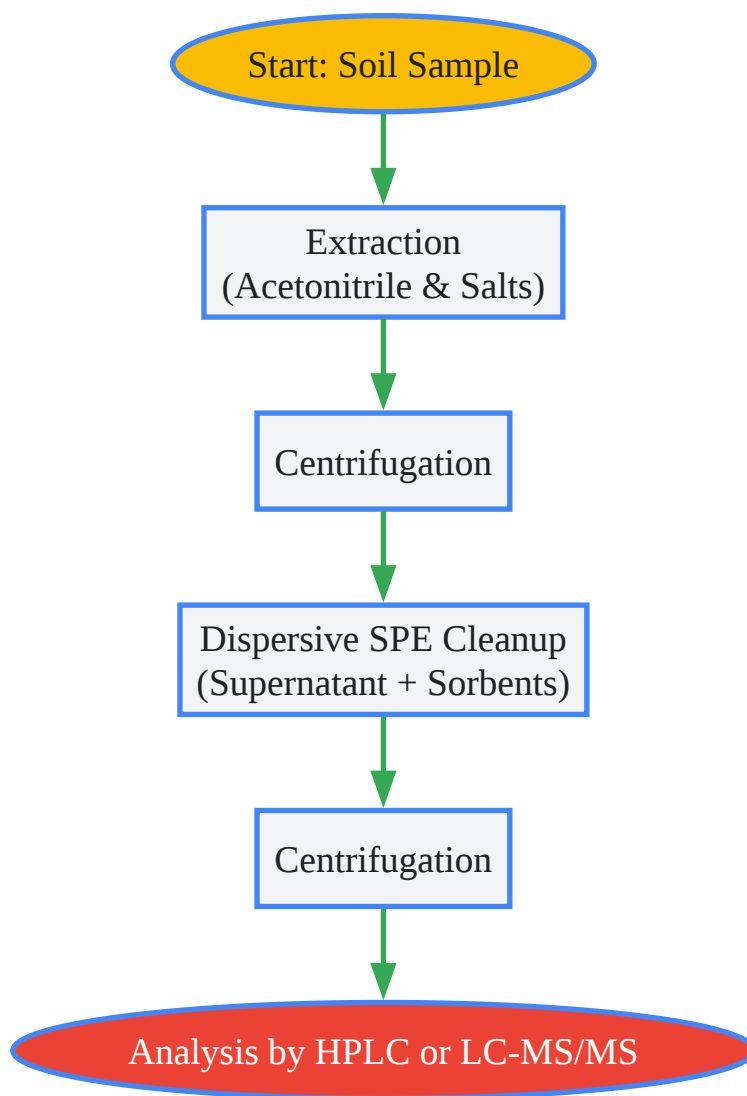 Start: Soil Sample
Extraction
(Acetonitrile & Salts)
Centrifugation
Dispersive SPE Cleanup
(Supernatant + Sorbents)
Centrifugation
Analysis by HPLC or LC-MS/MS